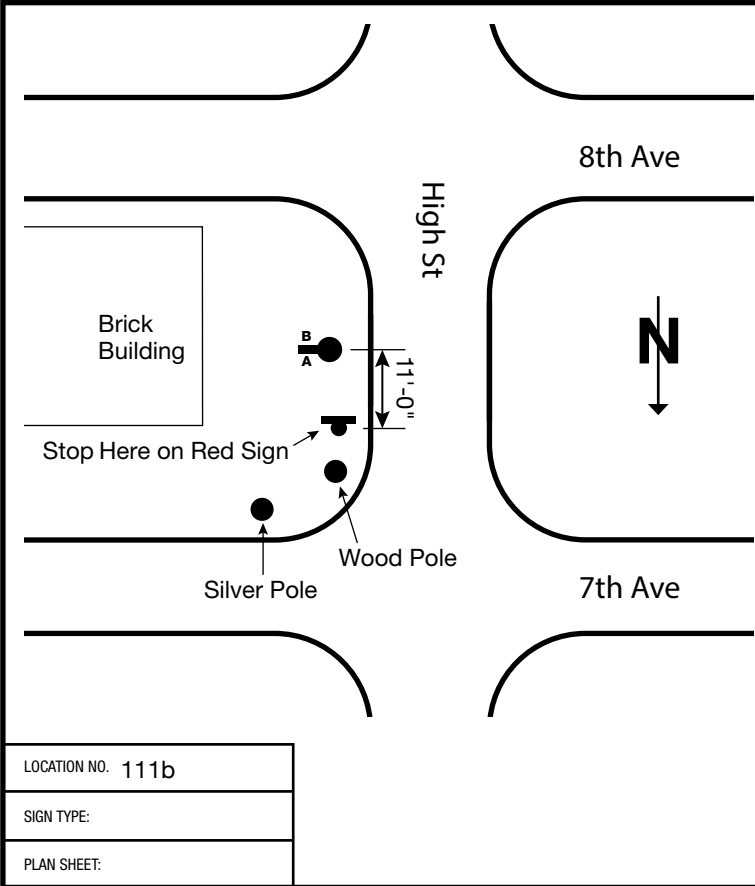 8th Ave
High St
Brick
Building
B
A
11'-0"
N
Stop Here on Red Sign
Wood Pole
Silver Pole
7th Ave
LOCATION NO. 111b
SIGN TYPE:
PLAN SHEET: